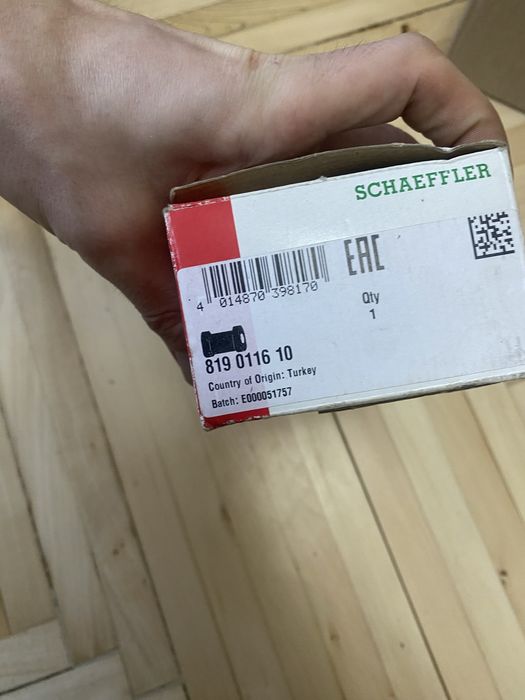 SCHAEFFLER
EAC
4 014870 398170
Qty
1
819 0116 10
Country of Origin: Turkey
Batch: E000051757